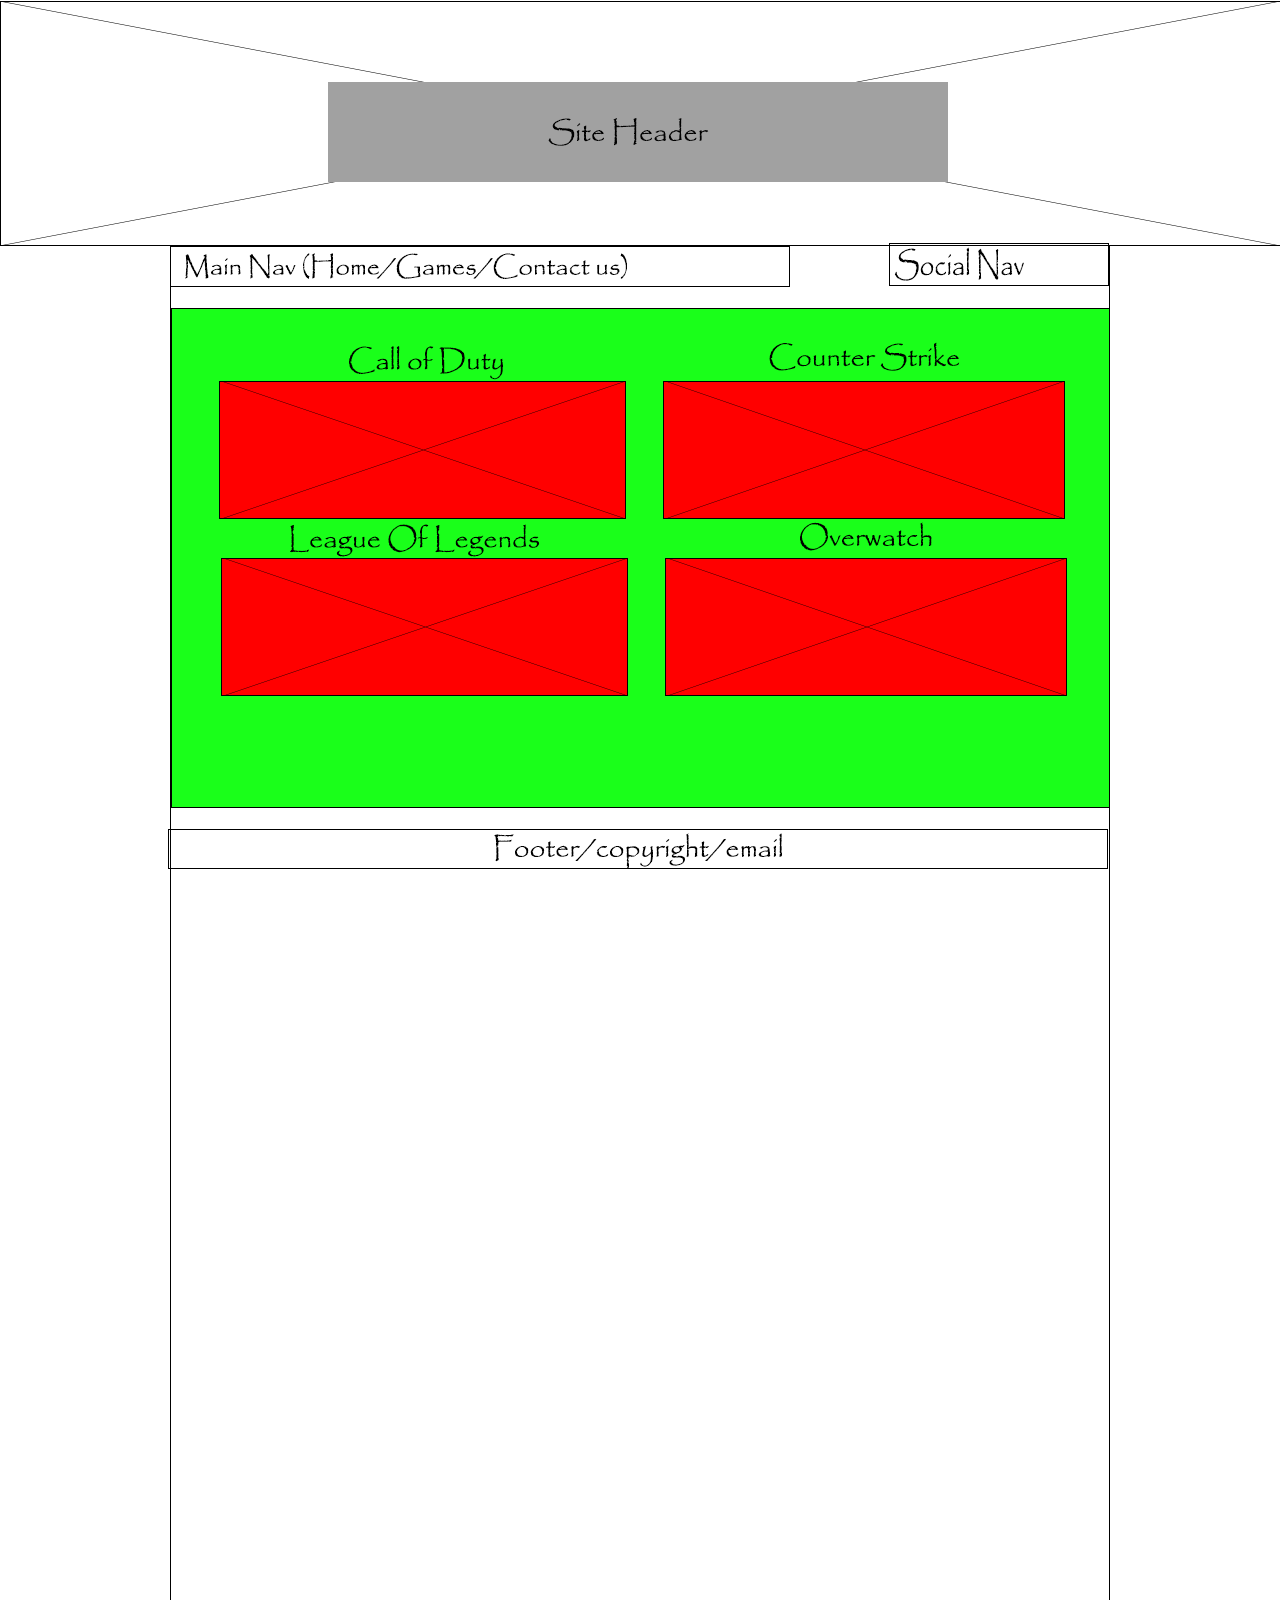 Site Header
Main Nav (Home/Games/Contact us)
Social Nav
Call of Duty
Counter Strike
League Of Legends
Overwatch
Footer/copyright/email